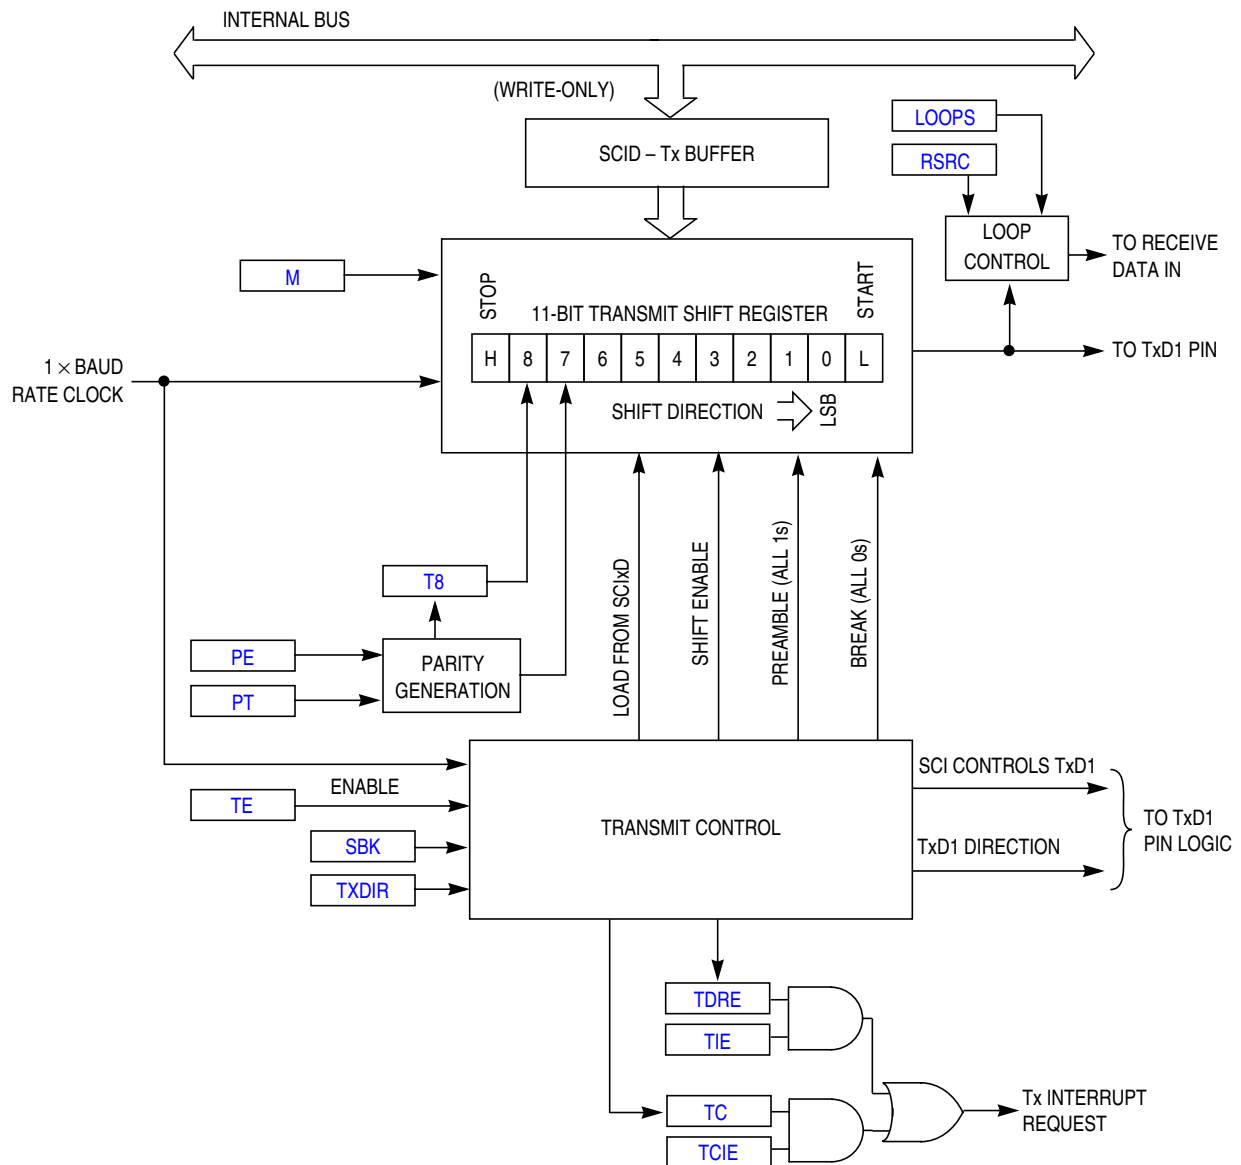 INTERNAL BUS
(WRITE-ONLY)
SCID – Tx BUFFER
LOOPS
RSRC
LOOP
CONTROL
TO RECEIVE
DATA IN
M
STOP
11-BIT TRANSMIT SHIFT REGISTER
START
H 8 7 6 5 4 3 2 1 0 L
SHIFT DIRECTION
LSB
1 × BAUD
RATE CLOCK
TO TxD1 PIN
T8
PE
PT
PARITY
GENERATION
LOAD FROM SCIxD
SHIFT ENABLE
PREAMBLE (ALL 1s)
BREAK (ALL 0s)
ENABLE
TE
SBK
TXDIR
TRANSMIT CONTROL
SCI CONTROLS TxD1
TxD1 DIRECTION
TO TxD1
PIN LOGIC
TDRE
TIE
TC
TCIE
Tx INTERRUPT
REQUEST